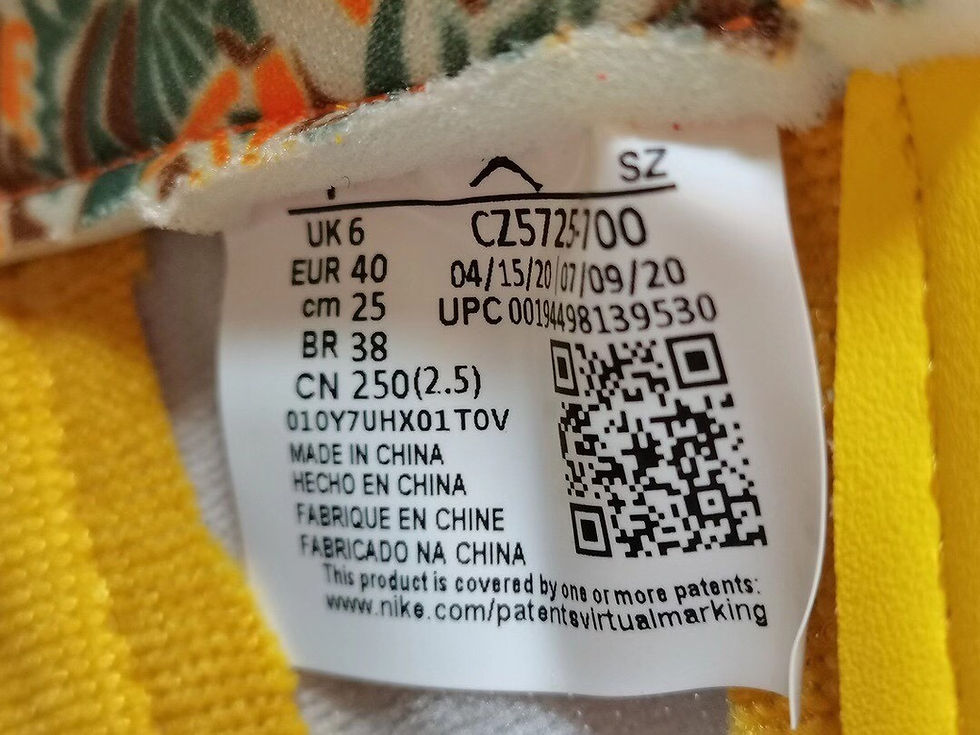 SZ
UK 6 CZ5725-700
EUR 40 04/15/20 07/09/20
cm 25 UPC 00194498139530
BR 38
CN 250(2.5)
010Y7UHX01T0V
MADE IN CHINA
HECHO EN CHINA
FABRIQUE EN CHINE
FABRICADO NA CHINA
This product is covered by one or more patents:
www.nike.com/patentsvirtualmarking